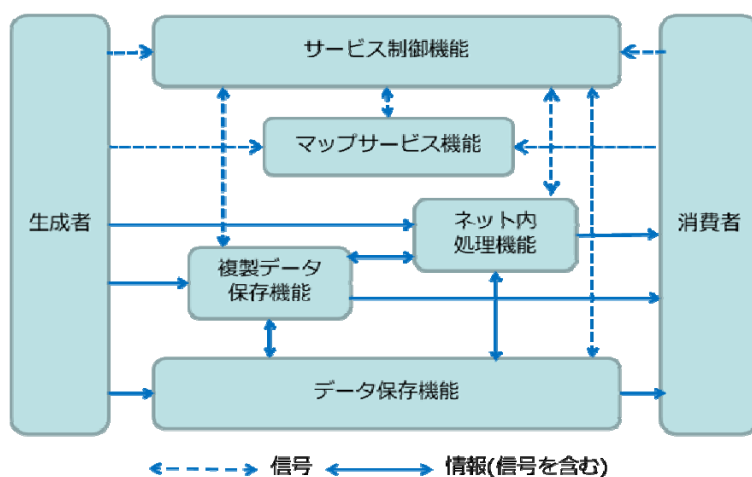 サービス制御機能
マップサービス機能
生成者
ネット内
処理機能
消費者
複製データ
保存機能
データ保存機能
信号
情報(信号を含む)